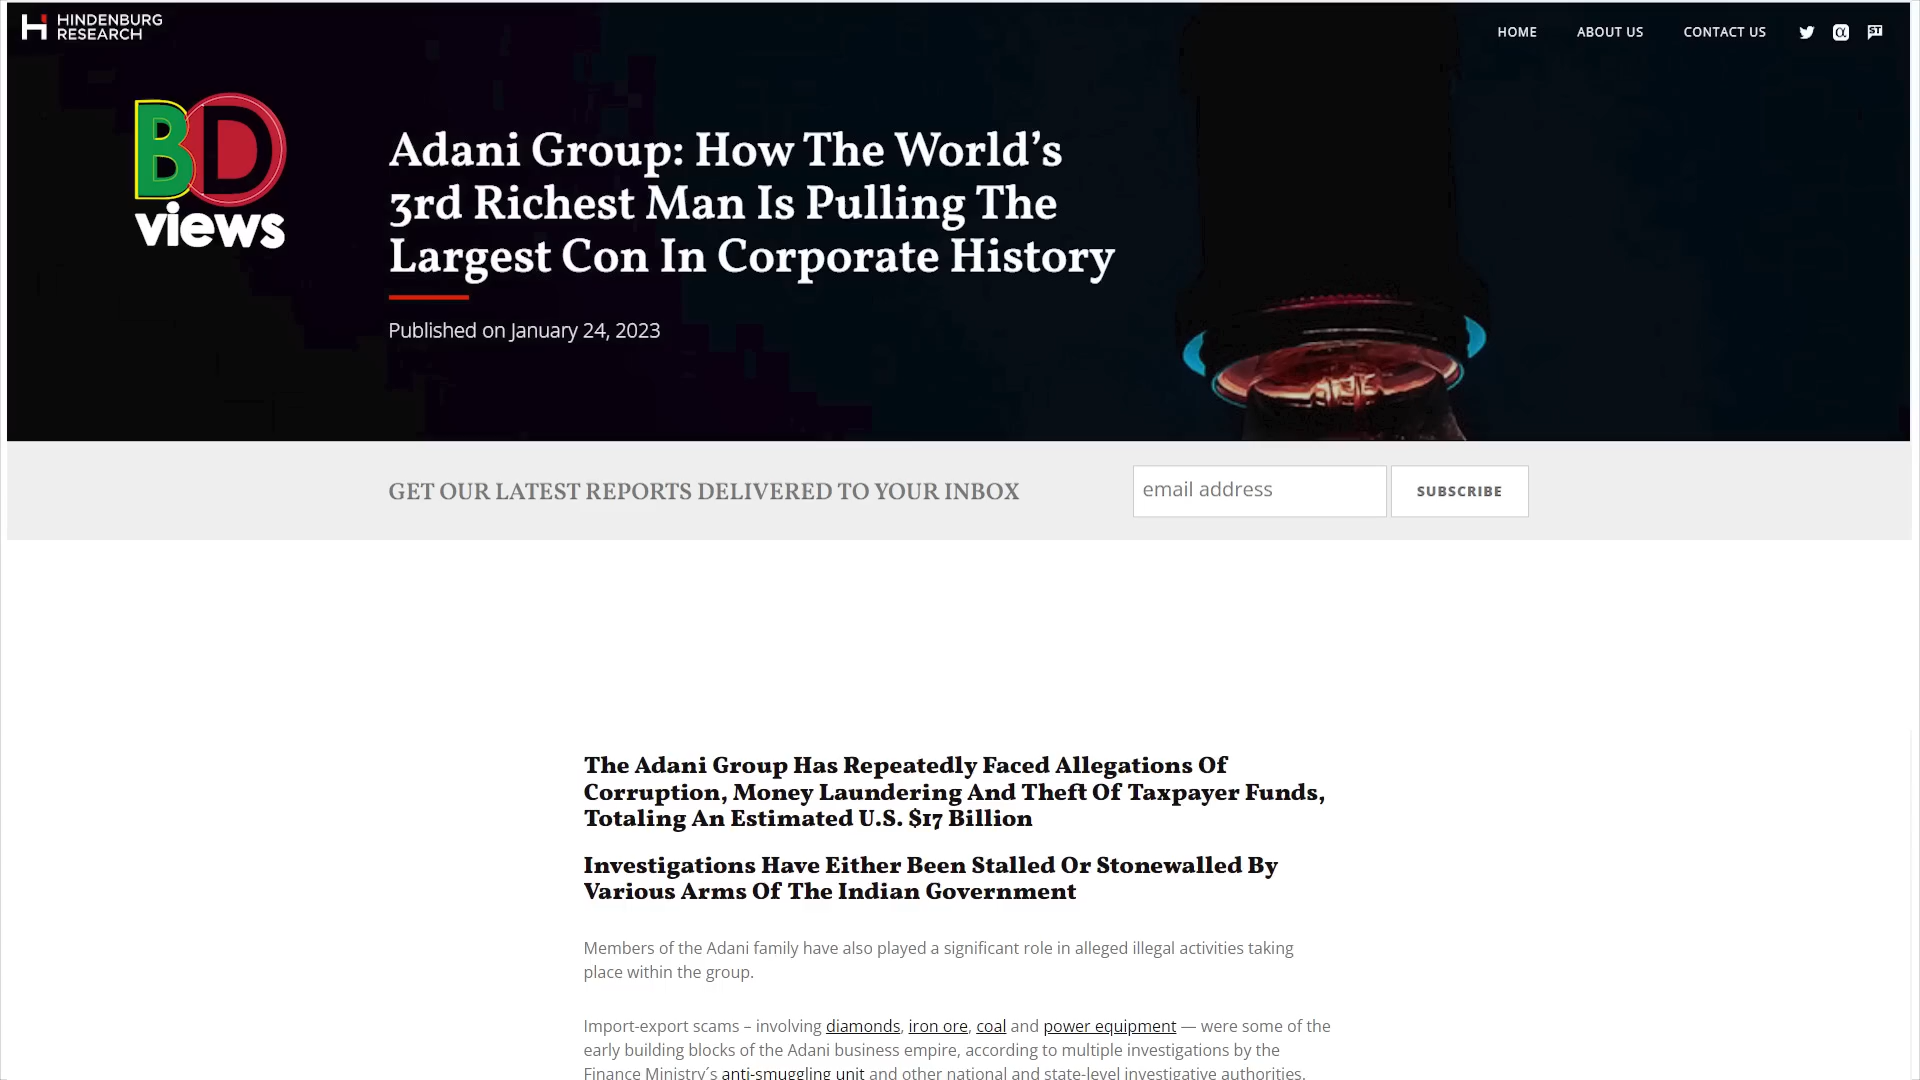 HINDENBURG
RESEARCH
HOME
ABOUT US
CONTACT US
BD
views
Adani Group: How The World’s
3rd Richest Man Is Pulling The
Largest Con In Corporate History
Published on January 24, 2023
GET OUR LATEST REPORTS DELIVERED TO YOUR INBOX
email address
SUBSCRIBE
The Adani Group Has Repeatedly Faced Allegations Of
Corruption, Money Laundering And Theft Of Taxpayer Funds,
Totaling An Estimated U.S. $17 Billion
Investigations Have Either Been Stalled Or Stonewalled By
Various Arms Of The Indian Government
Members of the Adani family have also played a significant role in alleged illegal activities taking
place within the group.
Import-export scams – involving diamonds, iron ore, coal and power equipment — were some of the
early building blocks of the Adani business empire, according to multiple investigations by the
Finance Ministry´s anti-smuggling unit and other national and state-level investigative authorities.